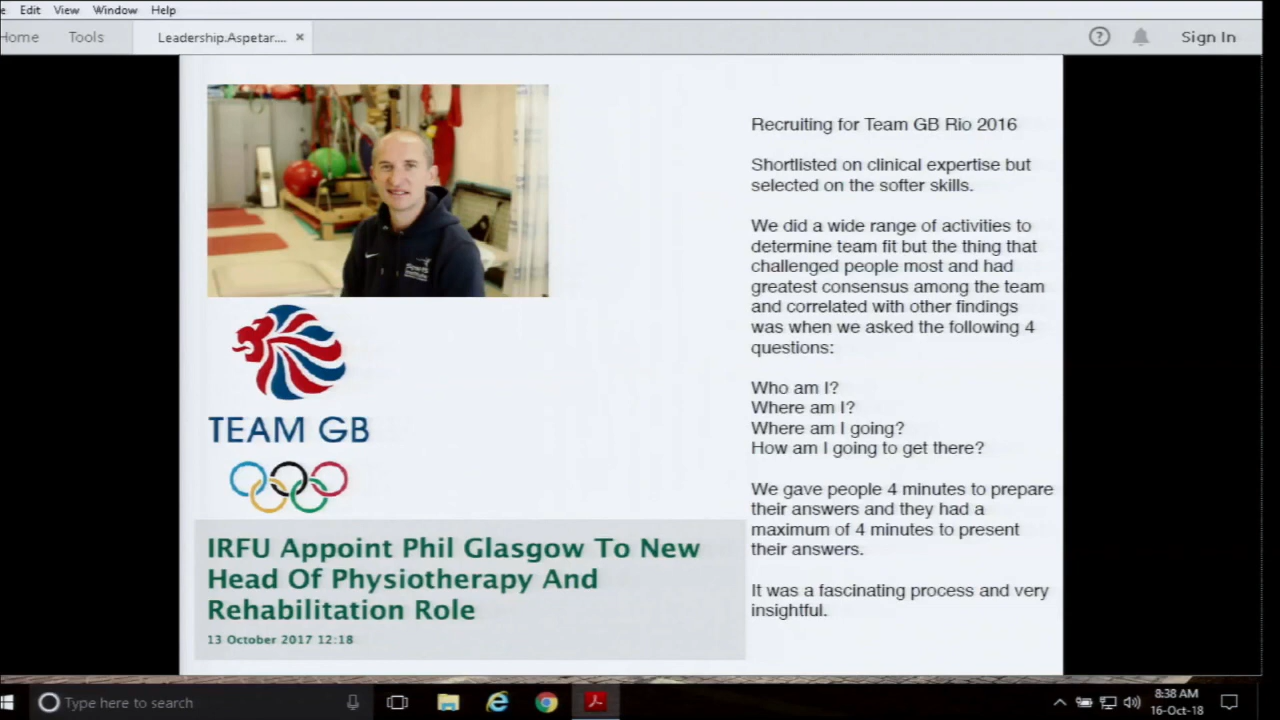 Edit View Window Help
Home Tools Leadership.Aspetar.... × ? Sign In
Recruiting for Team GB Rio 2016
Shortlisted on clinical expertise but
selected on the softer skills.
We did a wide range of activities to
determine team fit but the thing that
challenged people most and had
greatest consensus among the team
and correlated with other findings
was when we asked the following 4
questions:
Who am I?
Where am I?
Where am I going?
How am I going to get there?
We gave people 4 minutes to prepare
their answers and they had a
maximum of 4 minutes to present
their answers.
It was a fascinating process and very
insightful.
TEAM GB
IRFU Appoint Phil Glasgow To New
Head Of Physiotherapy And
Rehabilitation Role
13 October 2017 12:18
Type here to search
8:38 AM
16-Oct-18